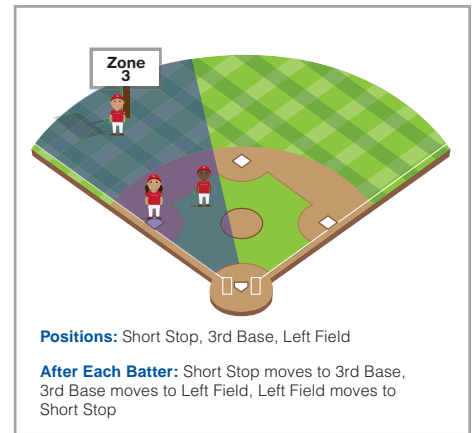 Zone
3
Positions: Short Stop, 3rd Base, Left Field
After Each Batter: Short Stop moves to 3rd Base,
3rd Base moves to Left Field, Left Field moves to
Short Stop